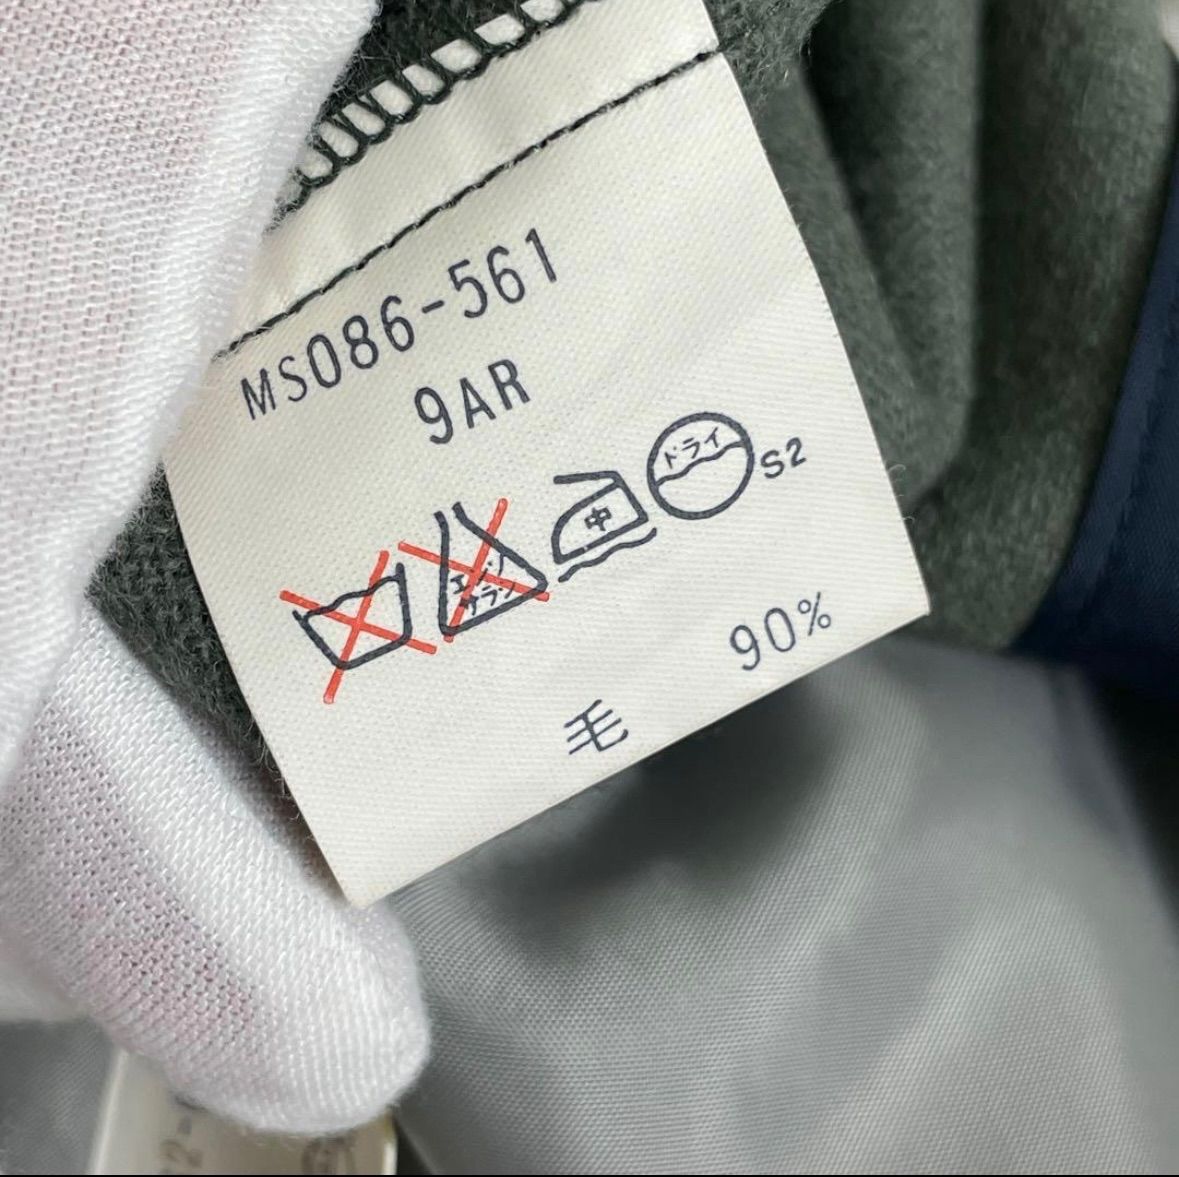 MS086-561
9AR
エンソ
サラシ
中
ドライ
S2
毛 90%